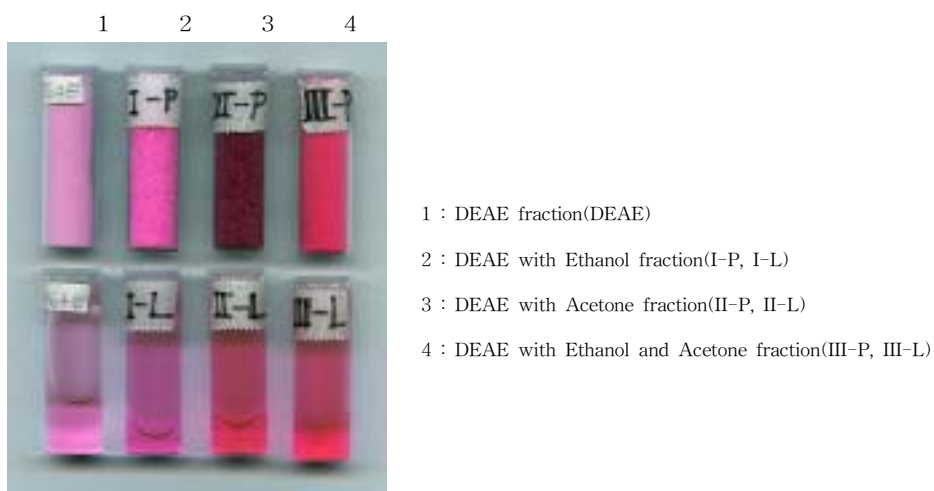 1 2 3 4
I-P II-P III-P
I-L II-L III-L
1 : DEAE fraction(DEAE)
2 : DEAE with Ethanol fraction(I-P, I-L)
3 : DEAE with Acetone fraction(II-P, II-L)
4 : DEAE with Ethanol and Acetone fraction(III-P, III-L)